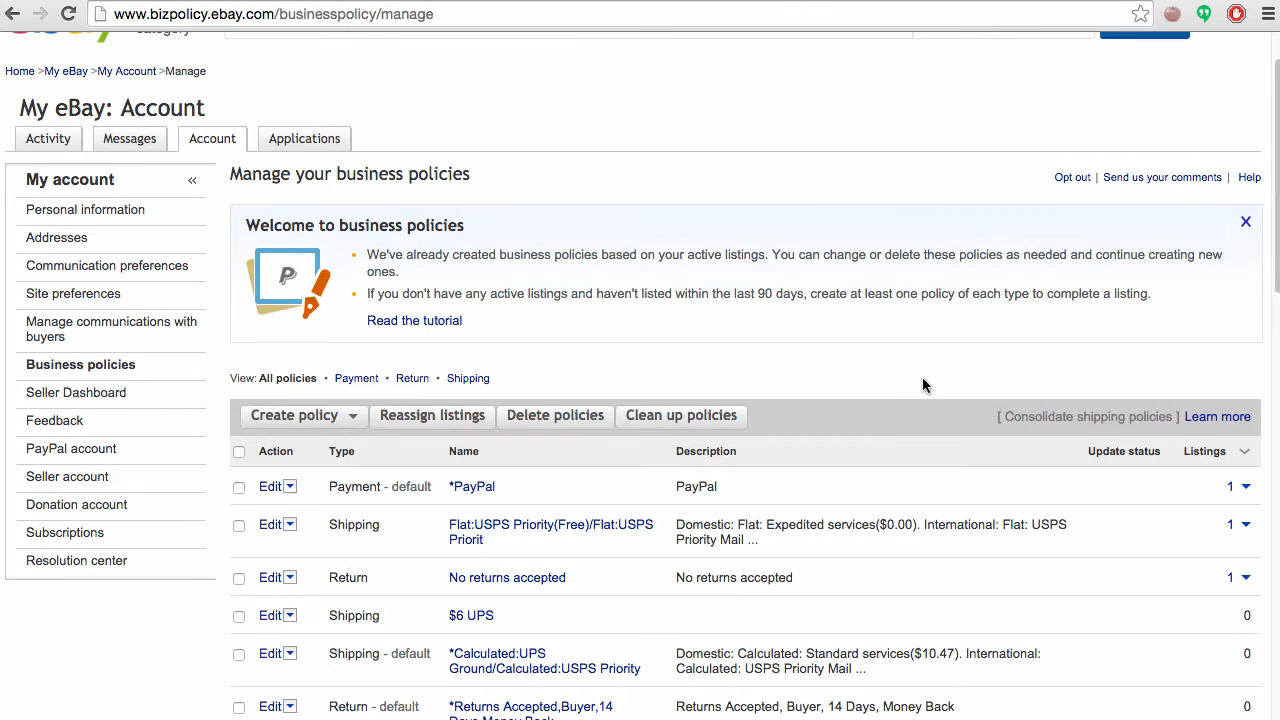 www.bizpolicy.ebay.com/businesspolicy/manage
Home >My eBay >My Account >Manage
My eBay: Account
Activity Messages Account Applications
My account «
Personal information
Addresses
Communication preferences
Site preferences
Manage communications with
buyers
Business policies
Seller Dashboard
Feedback
PayPal account
Seller account
Donation account
Subscriptions
Resolution center
Manage your business policies
Opt out | Send us your comments | Help
Welcome to business policies X
P
• We've already created business policies based on your active listings. You can change or delete these policies as needed and continue creating new
ones.
• If you don't have any active listings and haven't listed within the last 90 days, create at least one policy of each type to complete a listing.
Read the tutorial
View: All policies • Payment • Return • Shipping
Create policy Reassign listings Delete policies Clean up policies [ Consolidate shipping policies ] Learn more
Action Type Name Description Update status Listings
Edit Payment - default *PayPal PayPal 1
Edit Shipping Flat:USPS Priority(Free)/Flat:USPS Domestic: Flat: Expedited services($0.00). International: Flat: USPS 1
Priorit Priority Mail ...
Edit Return No returns accepted No returns accepted 1
Edit Shipping $6 UPS 0
Edit Shipping - default *Calculated:UPS Domestic: Calculated: Standard services($10.47). International: 0
Ground/Calculated:USPS Priority Calculated: USPS Priority Mail ...
Edit Return - default *Returns Accepted,Buyer,14 Returns Accepted, Buyer, 14 Days, Money Back 0